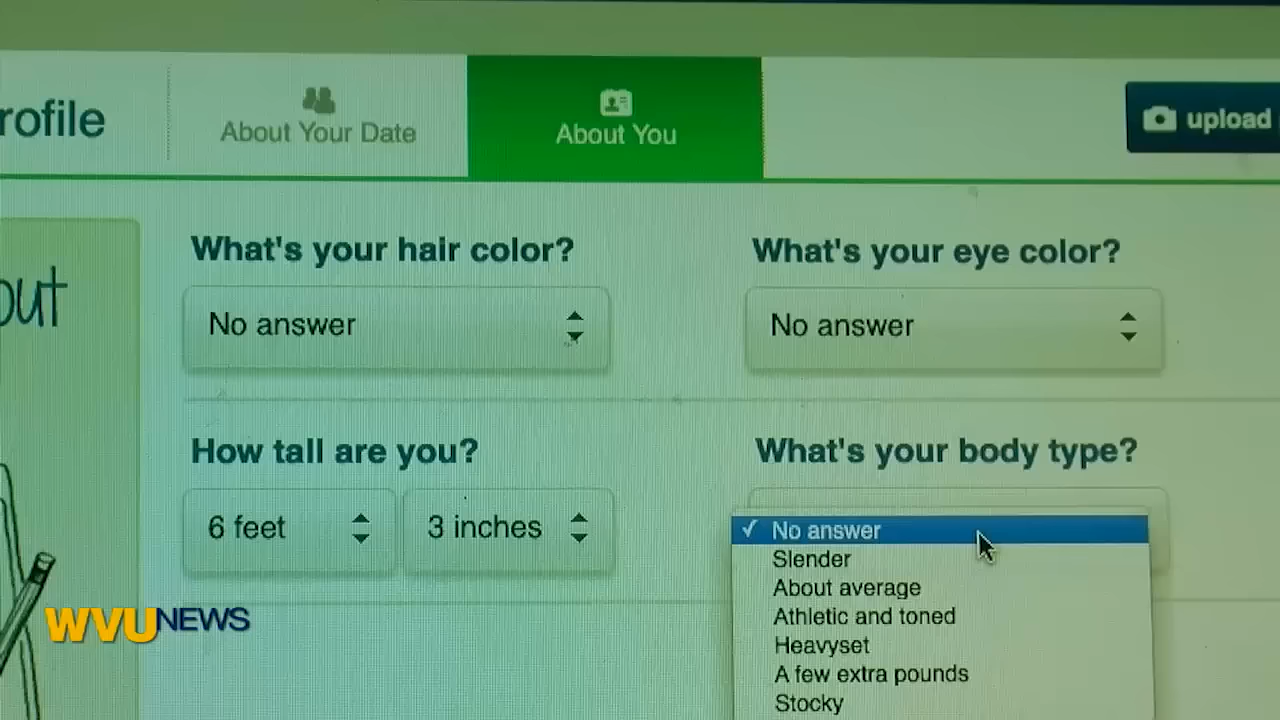 rofile
About Your Date
About You
upload
out
What's your hair color?
What's your eye color?
No answer
No answer
How tall are you?
What's your body type?
6 feet
3 inches
✓ No answer
Slender
About average
Athletic and toned
Heavyset
A few extra pounds
Stocky
WVUNEWS